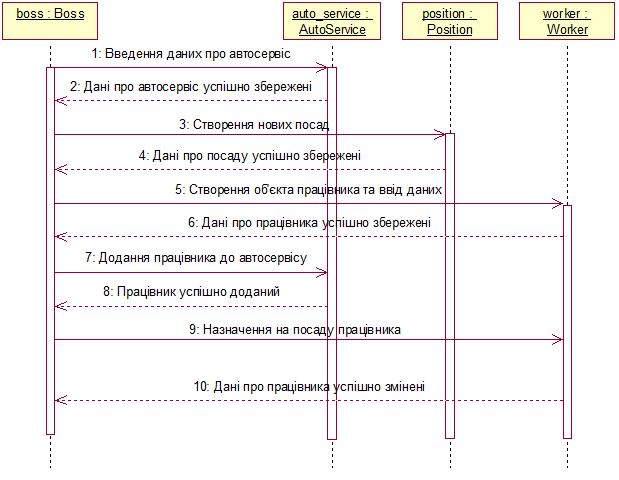 boss : Boss
auto_service :
AutoService
position :
Position
worker :
Worker
1: Введення даних про автосервіс
2: Дані про автосервіс успішно збережені
3: Створення нових посад
4: Дані про посаду успішно збережені
5: Створення об'єкта працівника та ввід даних
6: Дані про працівника успішно збережені
7: Додання працівника до автосервісу
8: Працівник успішно доданий
9: Назначення на посаду працівника
10: Дані про працівника успішно змінені